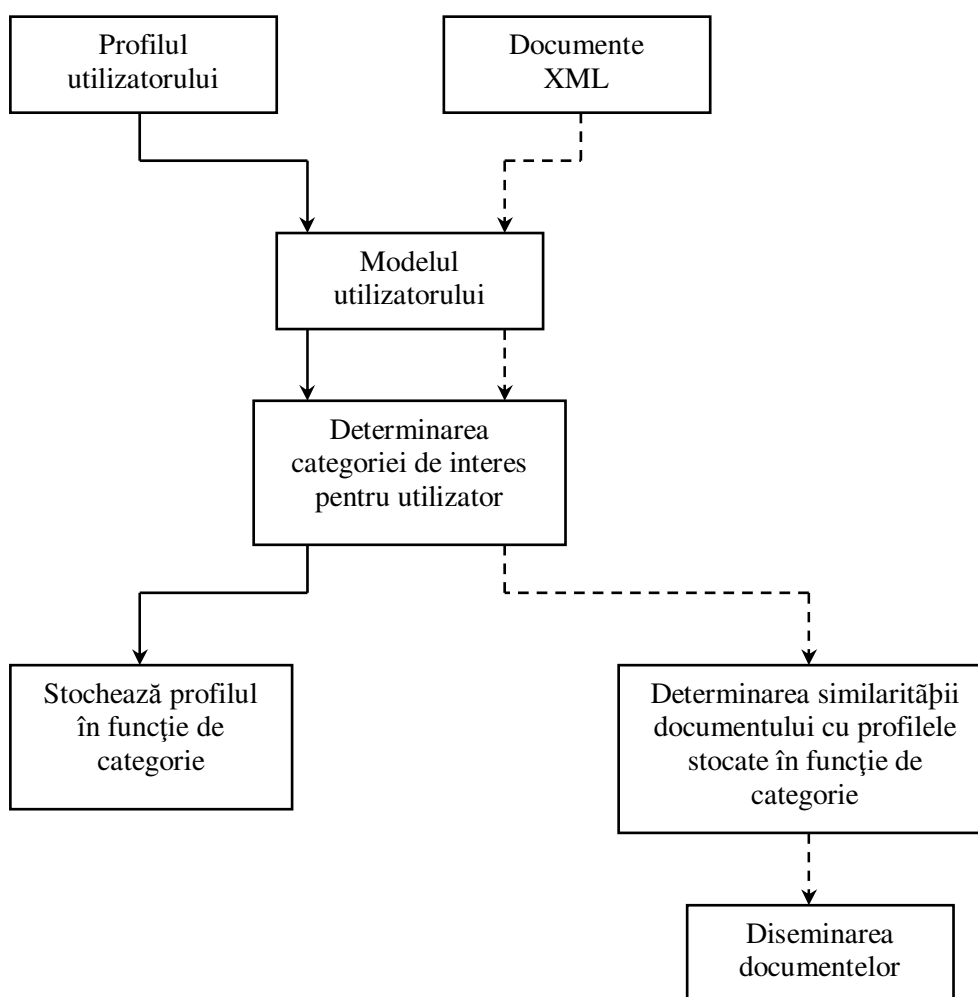 Profilul
utilizatorului
Documente
XML
Modelul
utilizatorului
Determinarea
categoriei de interes
pentru utilizator
Stochează profilul
în funcţie de
categorie
Determinarea similaritãþii
documentului cu profilele
stocate în funcţie de
categorie
Diseminarea
documentelor